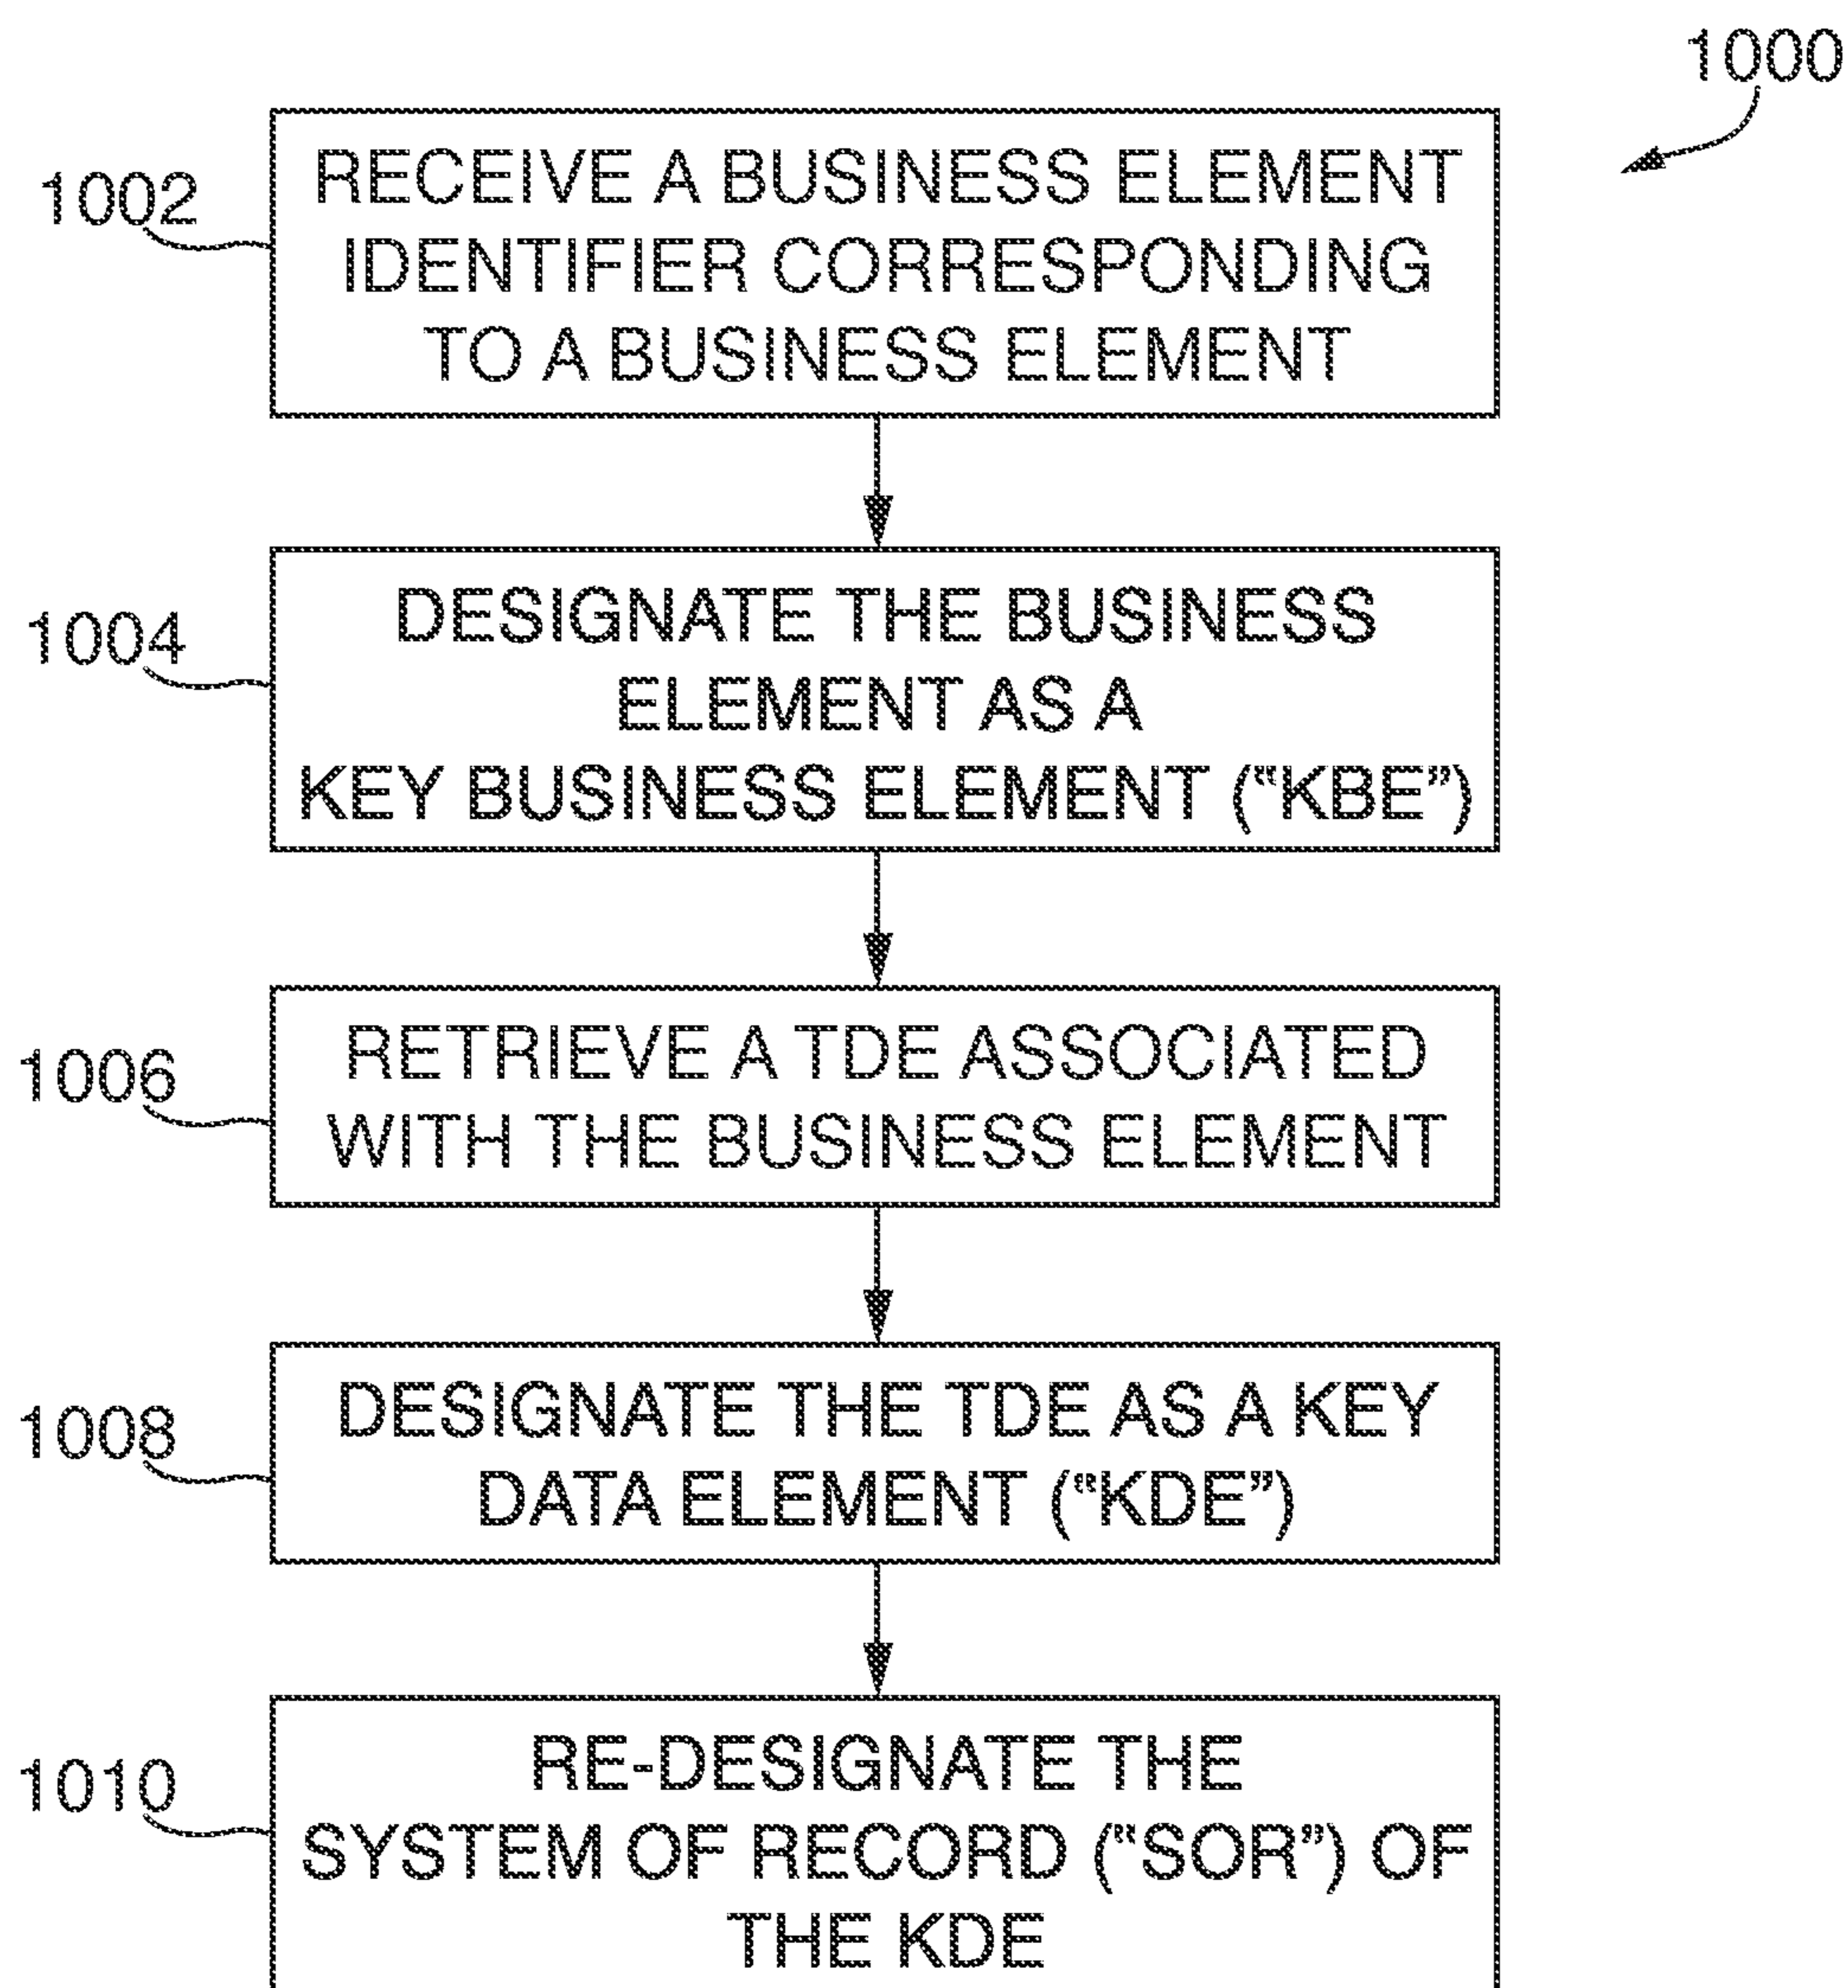 1000
1002
RECEIVE A BUSINESS ELEMENT
IDENTIFIER CORRESPONDING
TO A BUSINESS ELEMENT
1004
DESIGNATE THE BUSINESS
ELEMENT AS A
KEY BUSINESS ELEMENT (“KBE”)
1006
RETRIEVE A TDE ASSOCIATED
WITH THE BUSINESS ELEMENT
1008
DESIGNATE THE TDE AS A KEY
DATA ELEMENT (“KDE”)
1010
RE-DESIGNATE THE
SYSTEM OF RECORD (“SOR”) OF
THE KDE